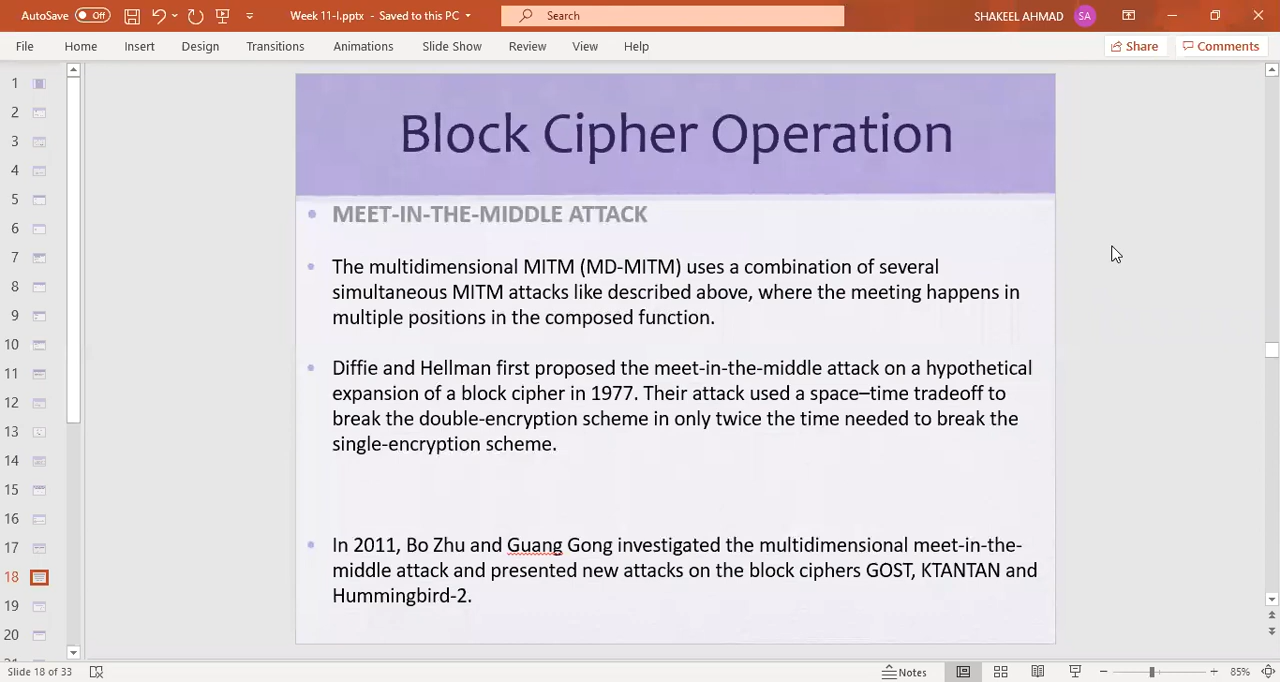 AutoSave Off Week 11-I.pptx - Saved to this PC Search SHAKEEL AHMAD SA
File Home Insert Design Transitions Animations Slide Show Review View Help Share Comments
1
2
3
4
5
6
7
8
9
10
11
12
13
14
15
16
17
18
19
20
Block Cipher Operation
• MEET-IN-THE-MIDDLE ATTACK
• The multidimensional MITM (MD-MITM) uses a combination of several
simultaneous MITM attacks like described above, where the meeting happens in
multiple positions in the composed function.
• Diffie and Hellman first proposed the meet-in-the-middle attack on a hypothetical
expansion of a block cipher in 1977. Their attack used a space–time tradeoff to
break the double-encryption scheme in only twice the time needed to break the
single-encryption scheme.
• In 2011, Bo Zhu and Guang Gong investigated the multidimensional meet-in-the-
middle attack and presented new attacks on the block ciphers GOST, KTANTAN and
Hummingbird-2.
Slide 18 of 33 Notes 85%